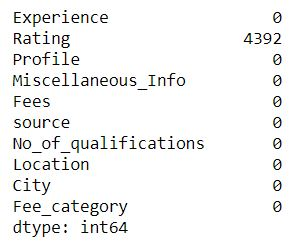 Experience 0
Rating 4392
Profile 0
Miscellaneous_Info 0
Fees 0
source 0
No_of_qualifications 0
Location 0
City 0
Fee_category 0
dtype: int64